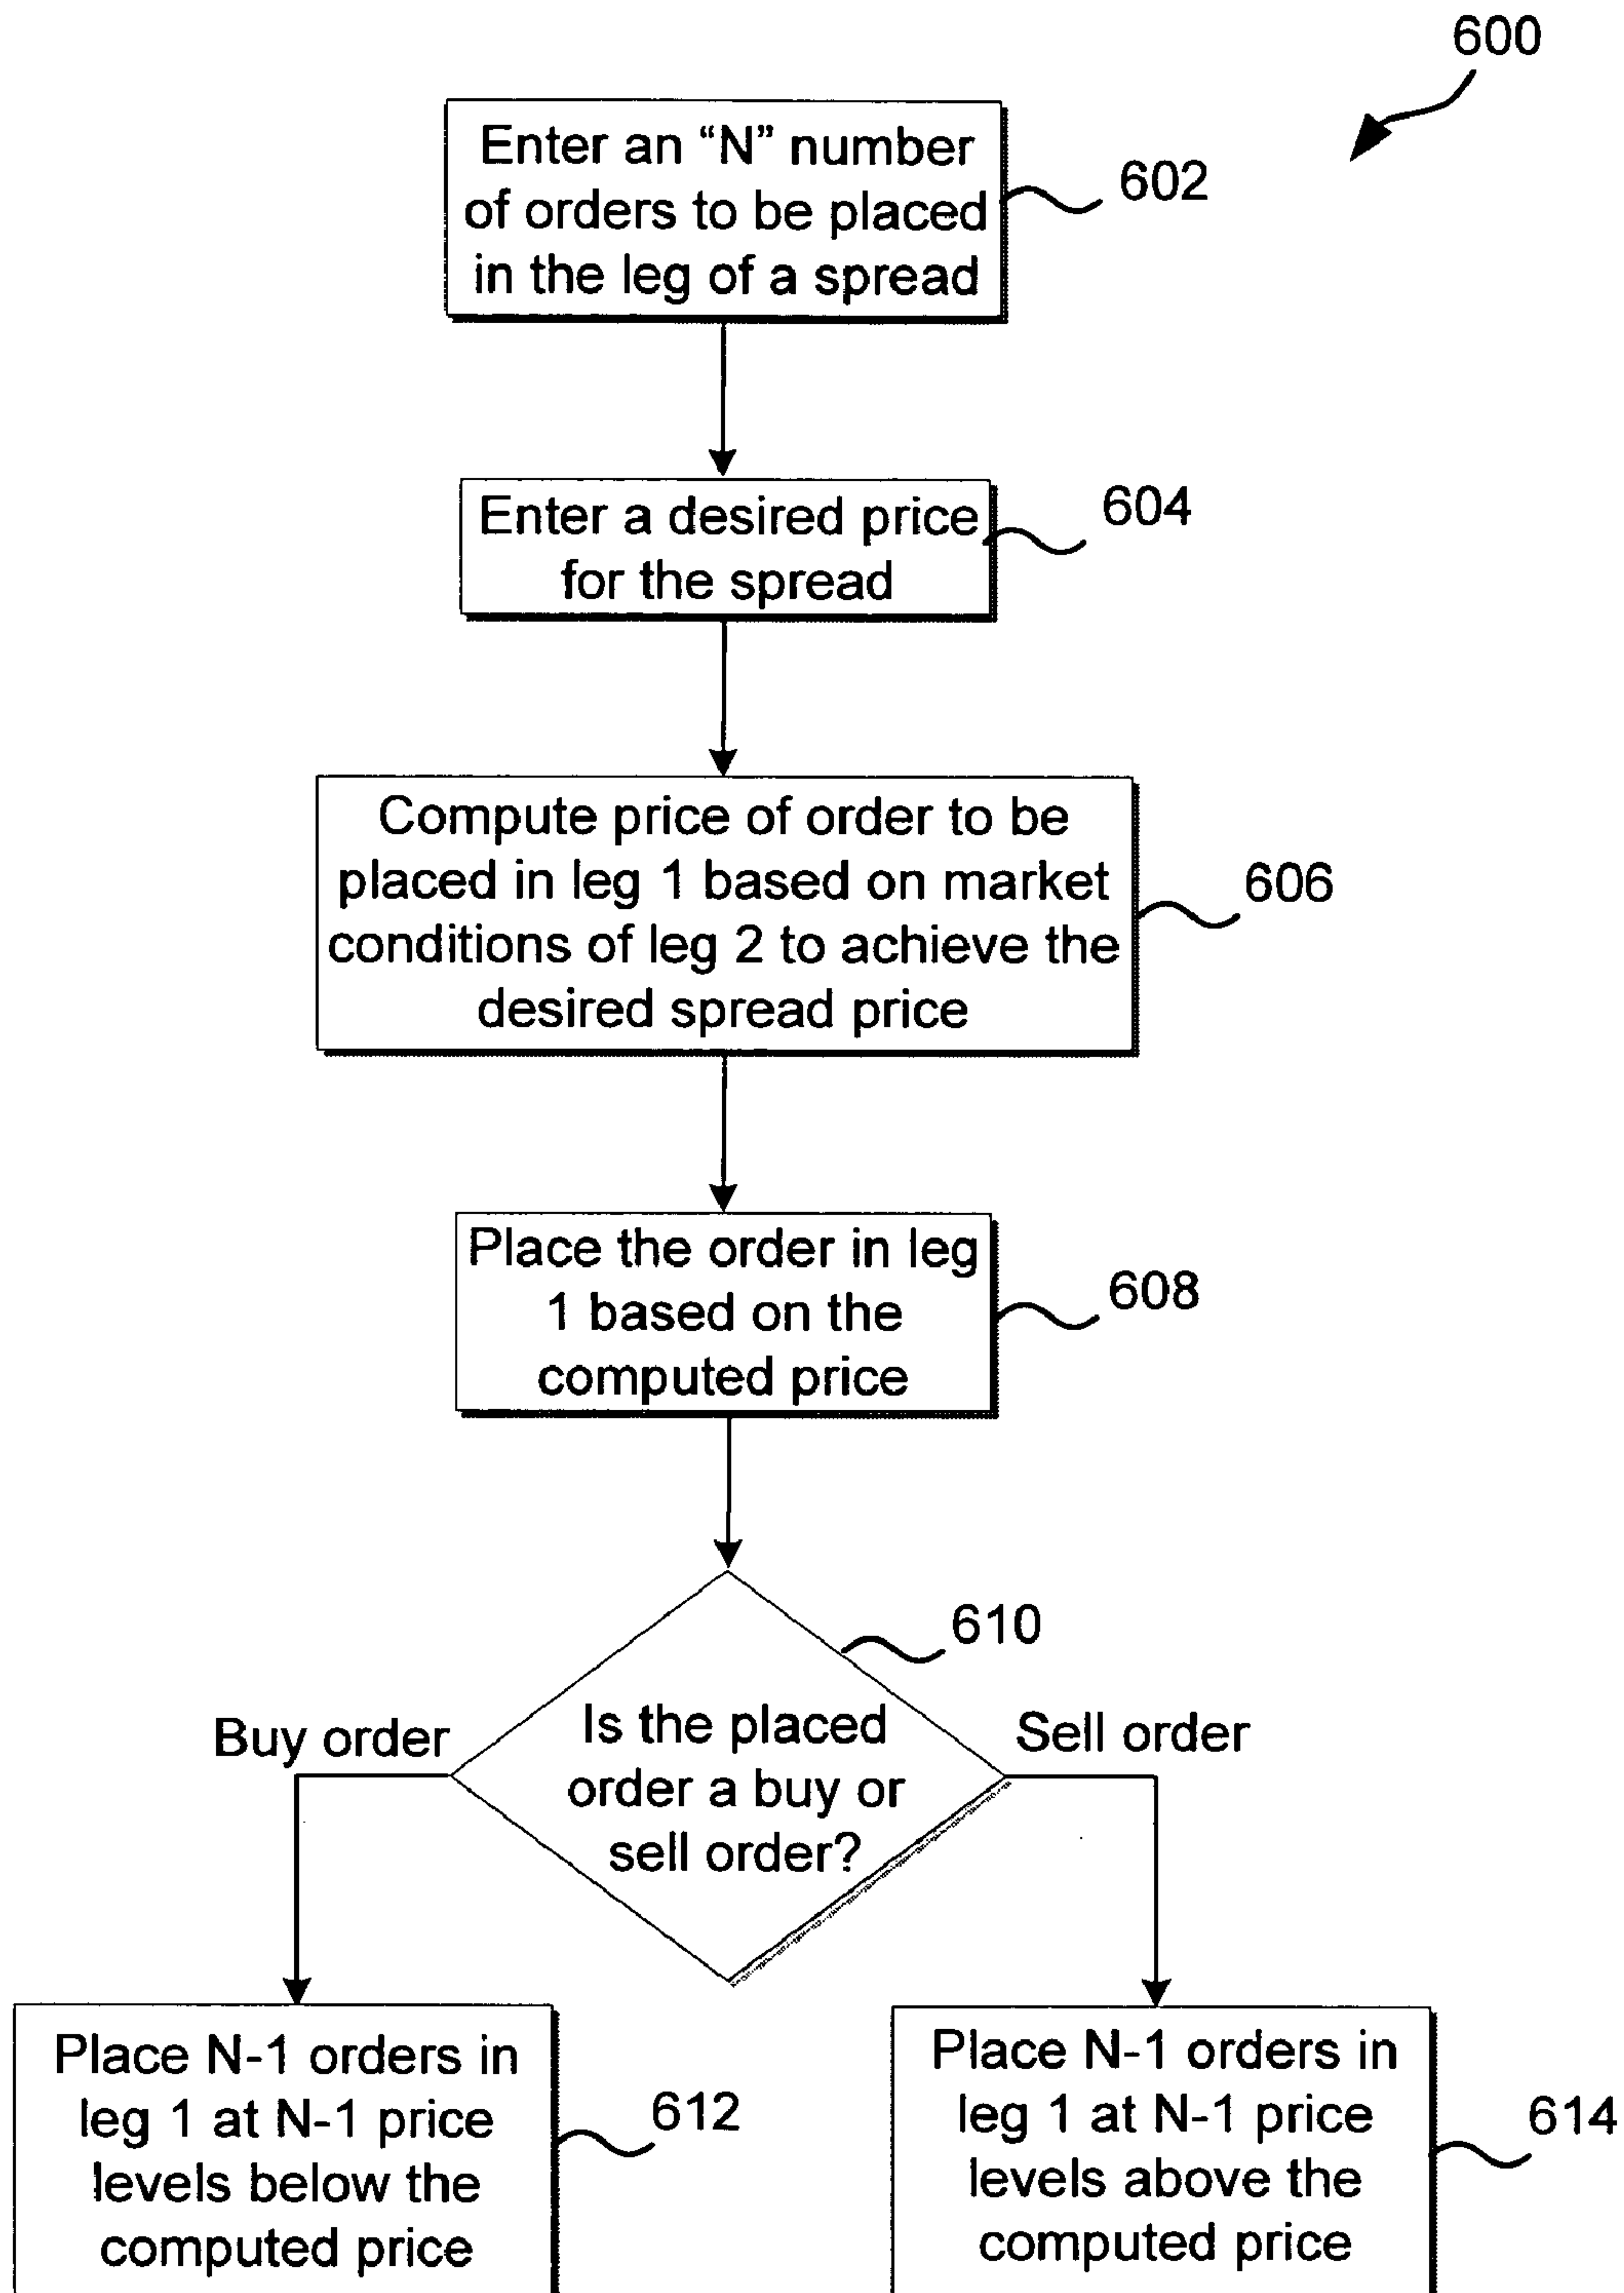 600
Enter an “N” number
of orders to be placed
in the leg of a spread
602
Enter a desired price
for the spread
604
Compute price of order to be
placed in leg 1 based on market
conditions of leg 2 to achieve the
desired spread price
606
Place the order in leg
1 based on the
computed price
608
610
Is the placed
order a buy or
sell order?
Buy order
Sell order
Place N-1 orders in
leg 1 at N-1 price
levels below the
computed price
612
Place N-1 orders in
leg 1 at N-1 price
levels above the
computed price
614